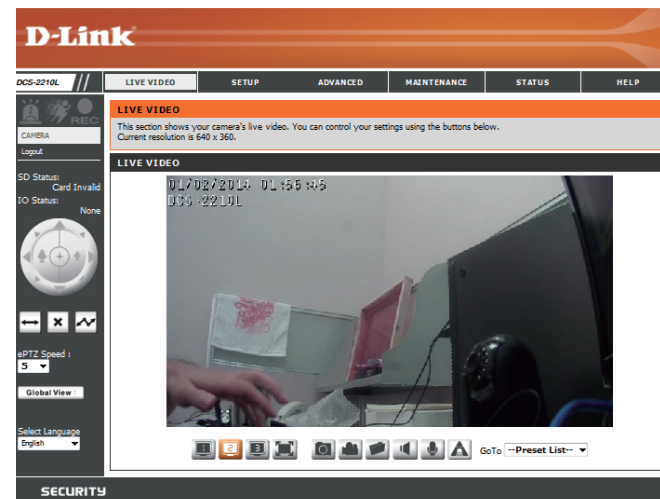 D-Link
DCS-2210L // LIVE VIDEO SETUP ADVANCED MAINTENANCE STATUS HELP
REC
CAMERA
Logout
SD Status:
Card Invalid
IO Status:
None
ePTZ Speed :
5
Global View :
Select Language
English
LIVE VIDEO
This section shows your camera's live video. You can control your settings using the buttons below.
Current resolution is 640 x 360.
LIVE VIDEO
01/02/2014 01:55:45
DCS-2210L
1 2 3
GoTo --Preset List--
SECURITY